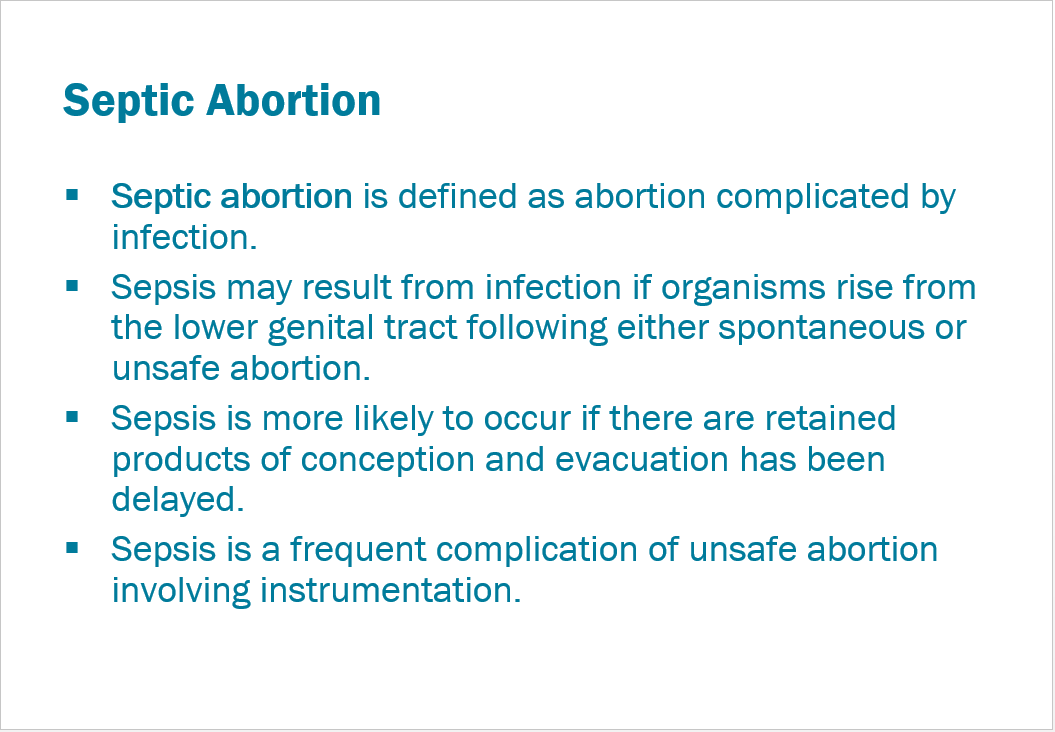 Septic Abortion
▪ Septic abortion is defined as abortion complicated by
infection.
▪ Sepsis may result from infection if organisms rise from
the lower genital tract following either spontaneous or
unsafe abortion.
▪ Sepsis is more likely to occur if there are retained
products of conception and evacuation has been
delayed.
▪ Sepsis is a frequent complication of unsafe abortion
involving instrumentation.